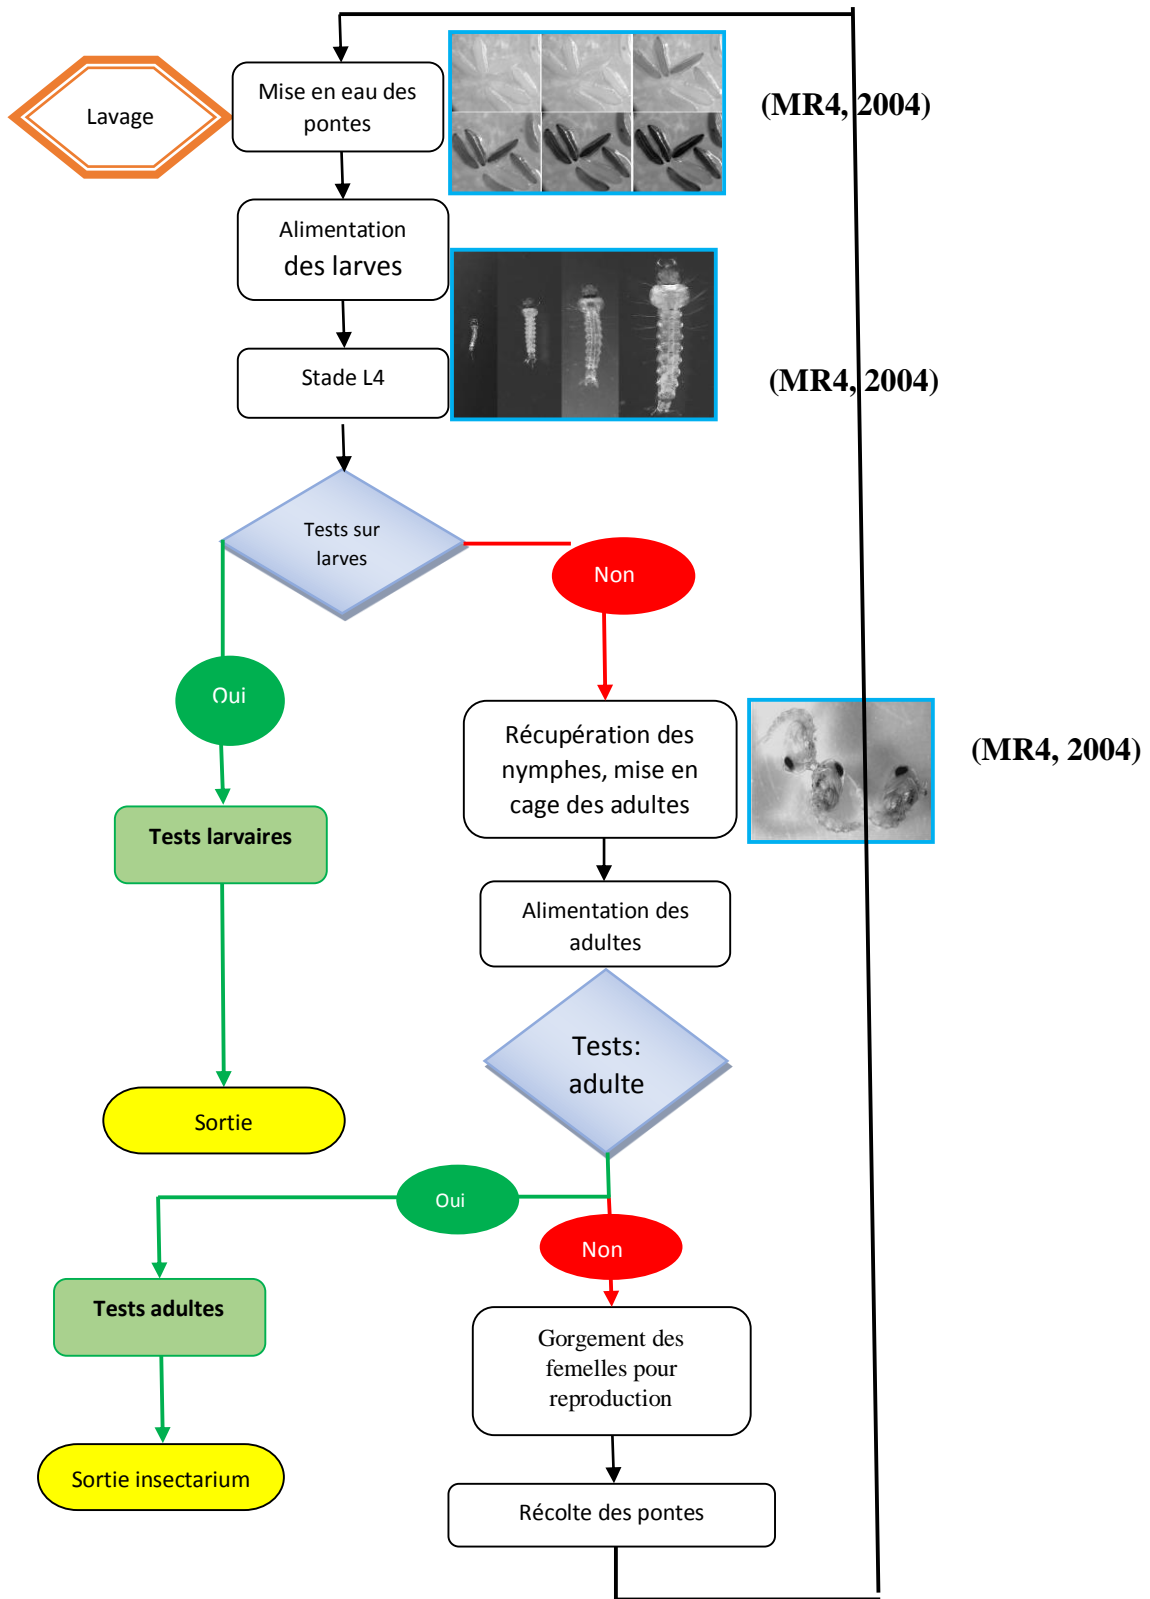 Lavage
Mise en eau des
pontes
(MR4, 2004)
Alimentation
des larves
Stade L4
(MR4, 2004)
Tests sur
larves
Non
Oui
Récupération des
nymphes, mise en
cage des adultes
(MR4, 2004)
Tests larvaires
Alimentation des
adultes
Tests:
adulte
Sortie
Oui
Non
Tests adultes
Gorgement des
femelles pour
reproduction
Sortie insectarium
Récolte des pontes